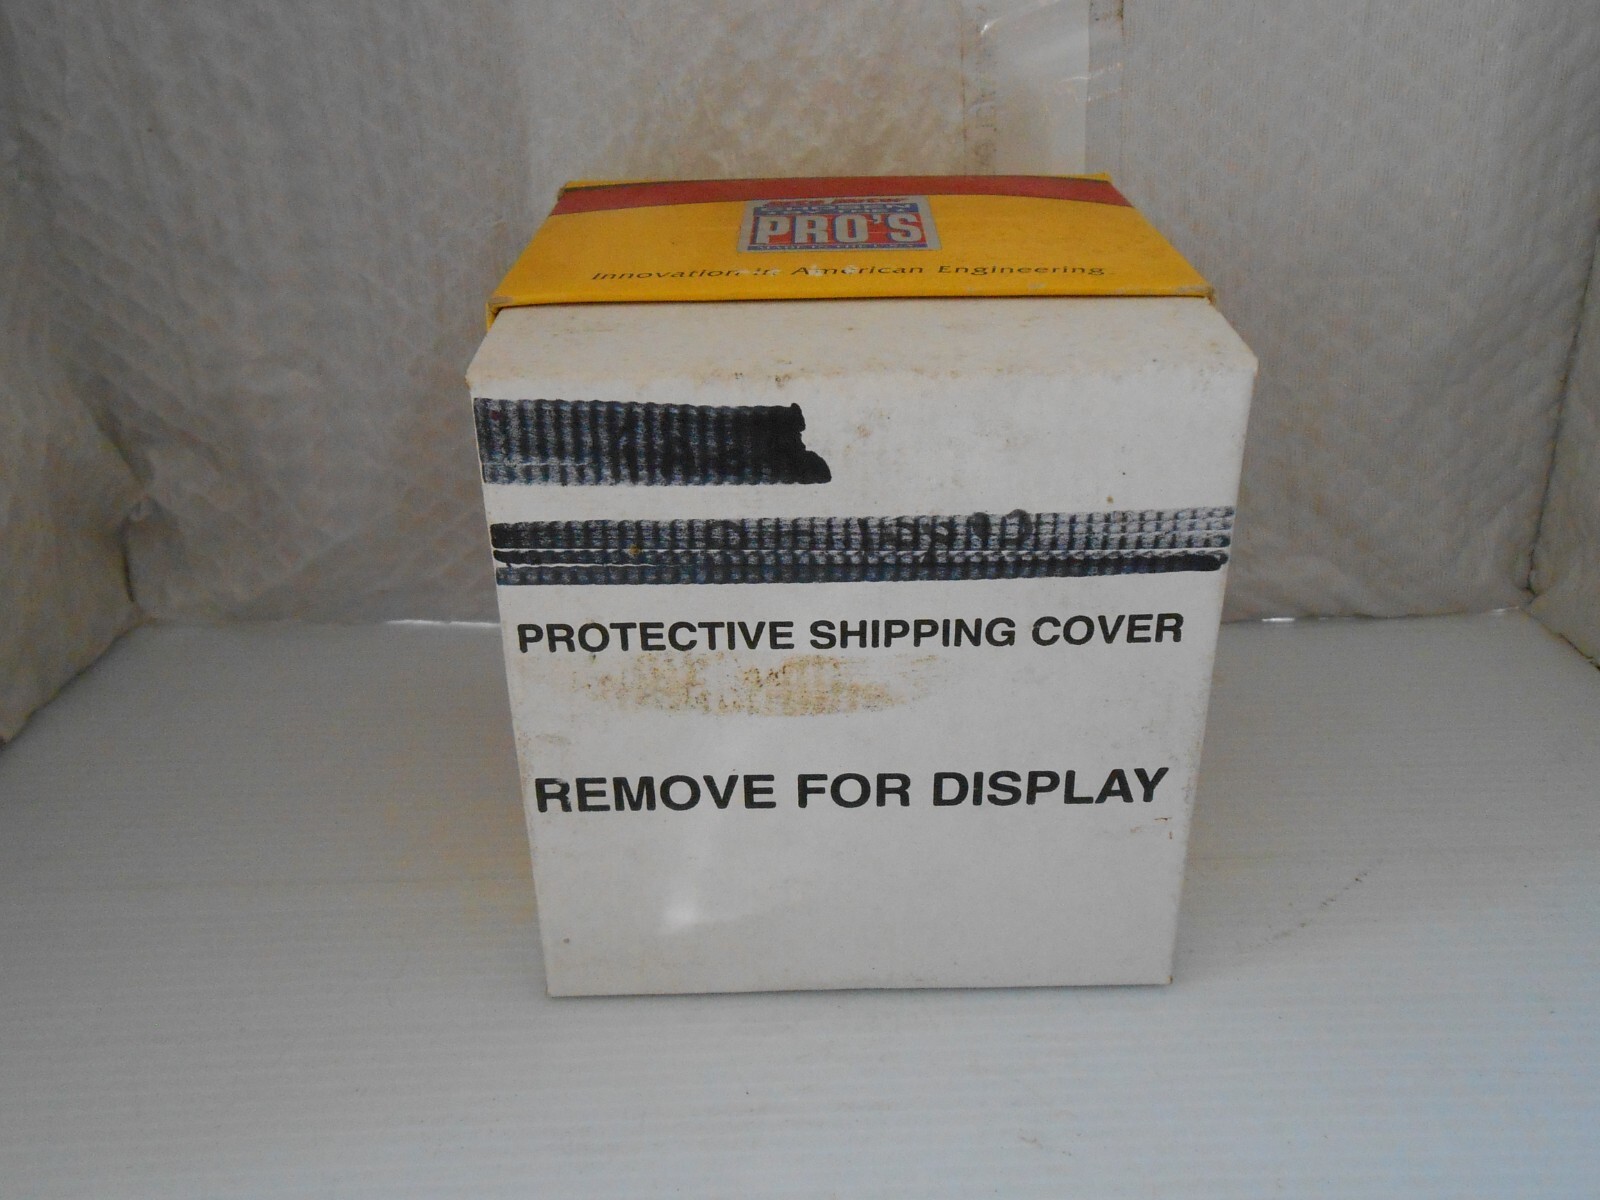 PRO'S
Innovation in American Engineering
PROTECTIVE SHIPPING COVER
REMOVE FOR DISPLAY